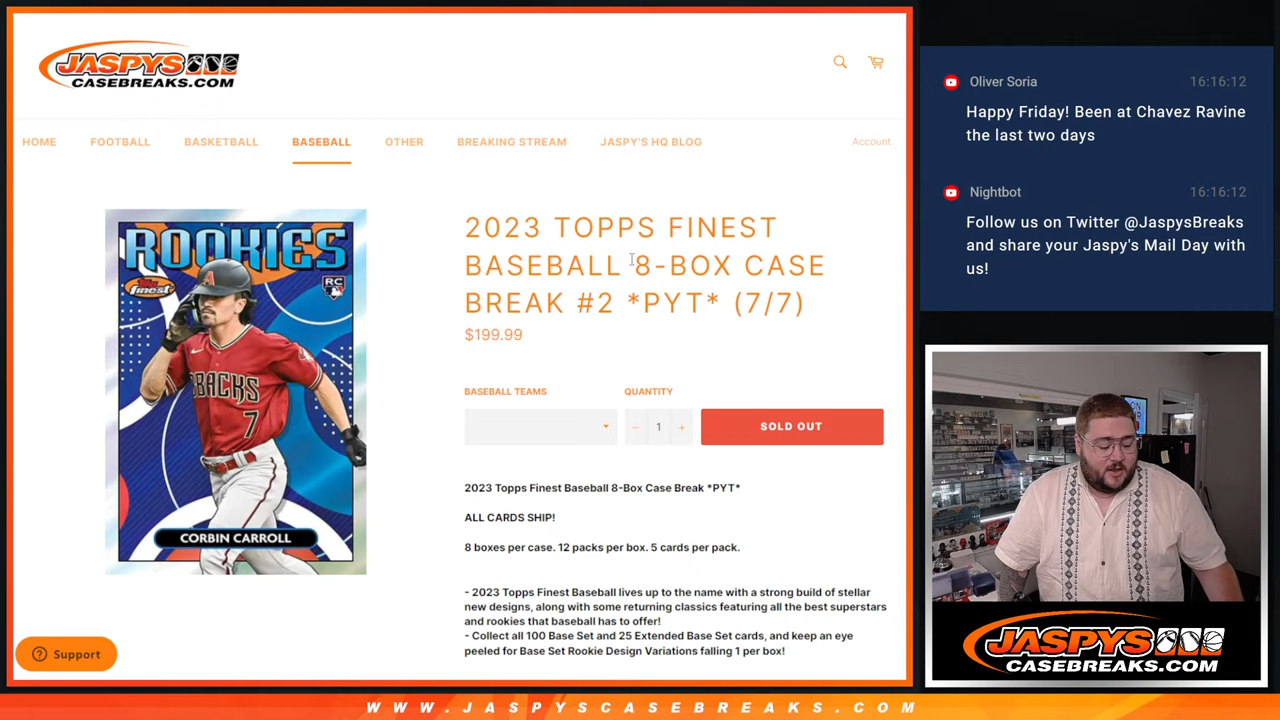 JASPYS
CASEBREAKS.COM
HOME FOOTBALL BASKETBALL BASEBALL OTHER BREAKING STREAM JASPY'S HQ BLOG Account
ROOKIES
Topps
finest
RC
DBACKS
7
CORBIN CARROLL
2023 TOPPS FINEST
BASEBALL 8-BOX CASE
BREAK #2 *PYT* (7/7)
$199.99
BASEBALL TEAMS QUANTITY
− 1 + SOLD OUT
2023 Topps Finest Baseball 8-Box Case Break *PYT*
ALL CARDS SHIP!
8 boxes per case. 12 packs per box. 5 cards per pack.
- 2023 Topps Finest Baseball lives up to the name with a strong build of stellar
new designs, along with some returning classics featuring all the best superstars
and rookies that baseball has to offer!
- Collect all 100 Base Set and 25 Extended Base Set cards, and keep an eye
peeled for Base Set Rookie Design Variations falling 1 per box!
Support
Oliver Soria 16:16:12
Happy Friday! Been at Chavez Ravine
the last two days
Nightbot 16:16:12
Follow us on Twitter @JaspysBreaks
and share your Jaspy's Mail Day with
us!
JASPYS
CASEBREAKS.COM
WWW.JASPYSCASEBREAKS.COM